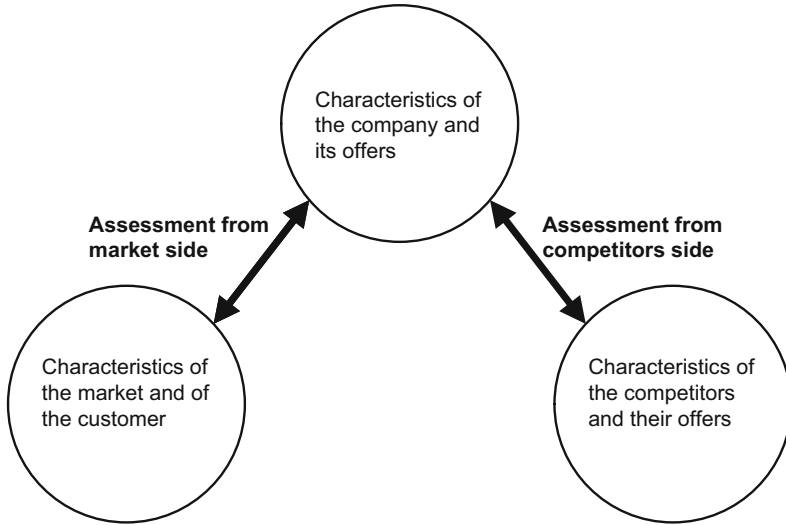 Characteristics of
the company and
its offers
Assessment from
market side
Assessment from
competitors side
Characteristics of
the market and of
the customer
Characteristics of
the competitors
and their offers